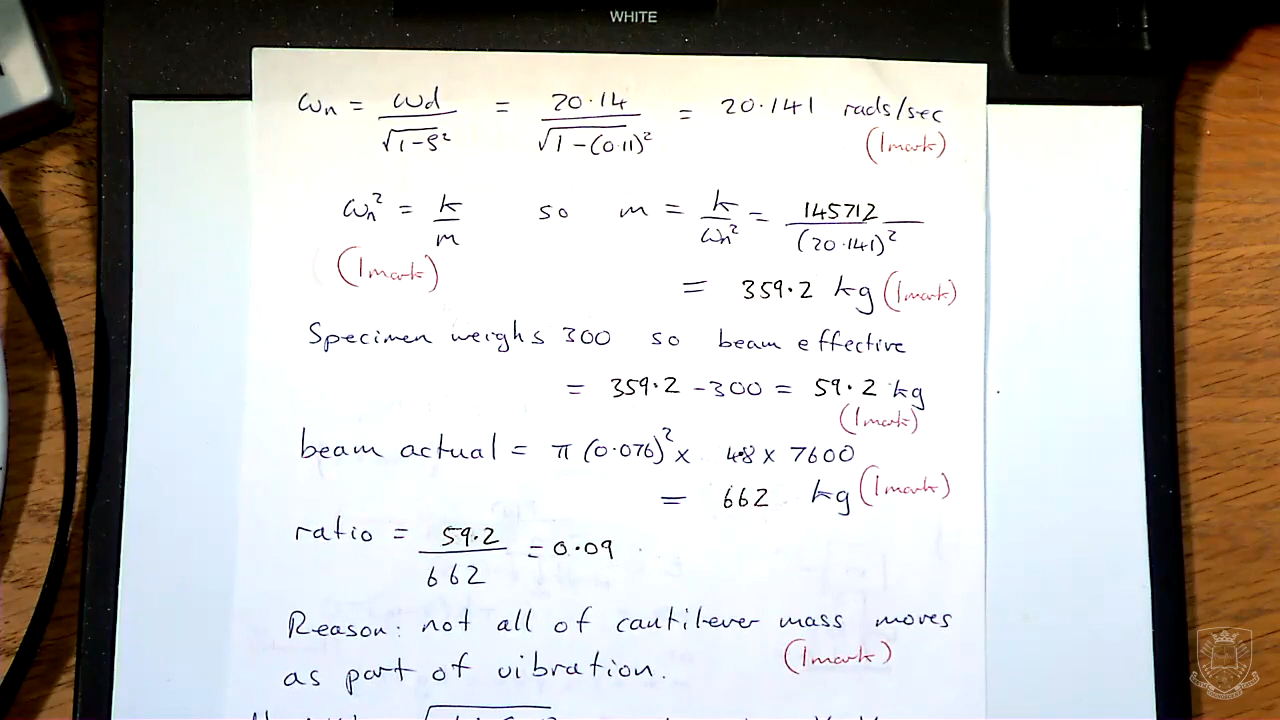 WHITE
ωn = ωd / √1-ζ² = 20.14 / √1-(0.11)² = 20.141 rads/sec
(1mark)
ωn² = k/m so m = k/ωn² = 145712/(20.141)²
(1mark)
= 359.2 kg (1mark)
Specimen weighs 300 so beam effective
= 359.2 - 300 = 59.2 kg
(1mark)
beam actual = π (0.076)² x 4.8 x 7600
= 662 kg (1mark)
ratio = 59.2/662 = 0.09
Reason: not all of cantilever mass moves
as part of vibration. (1mark)